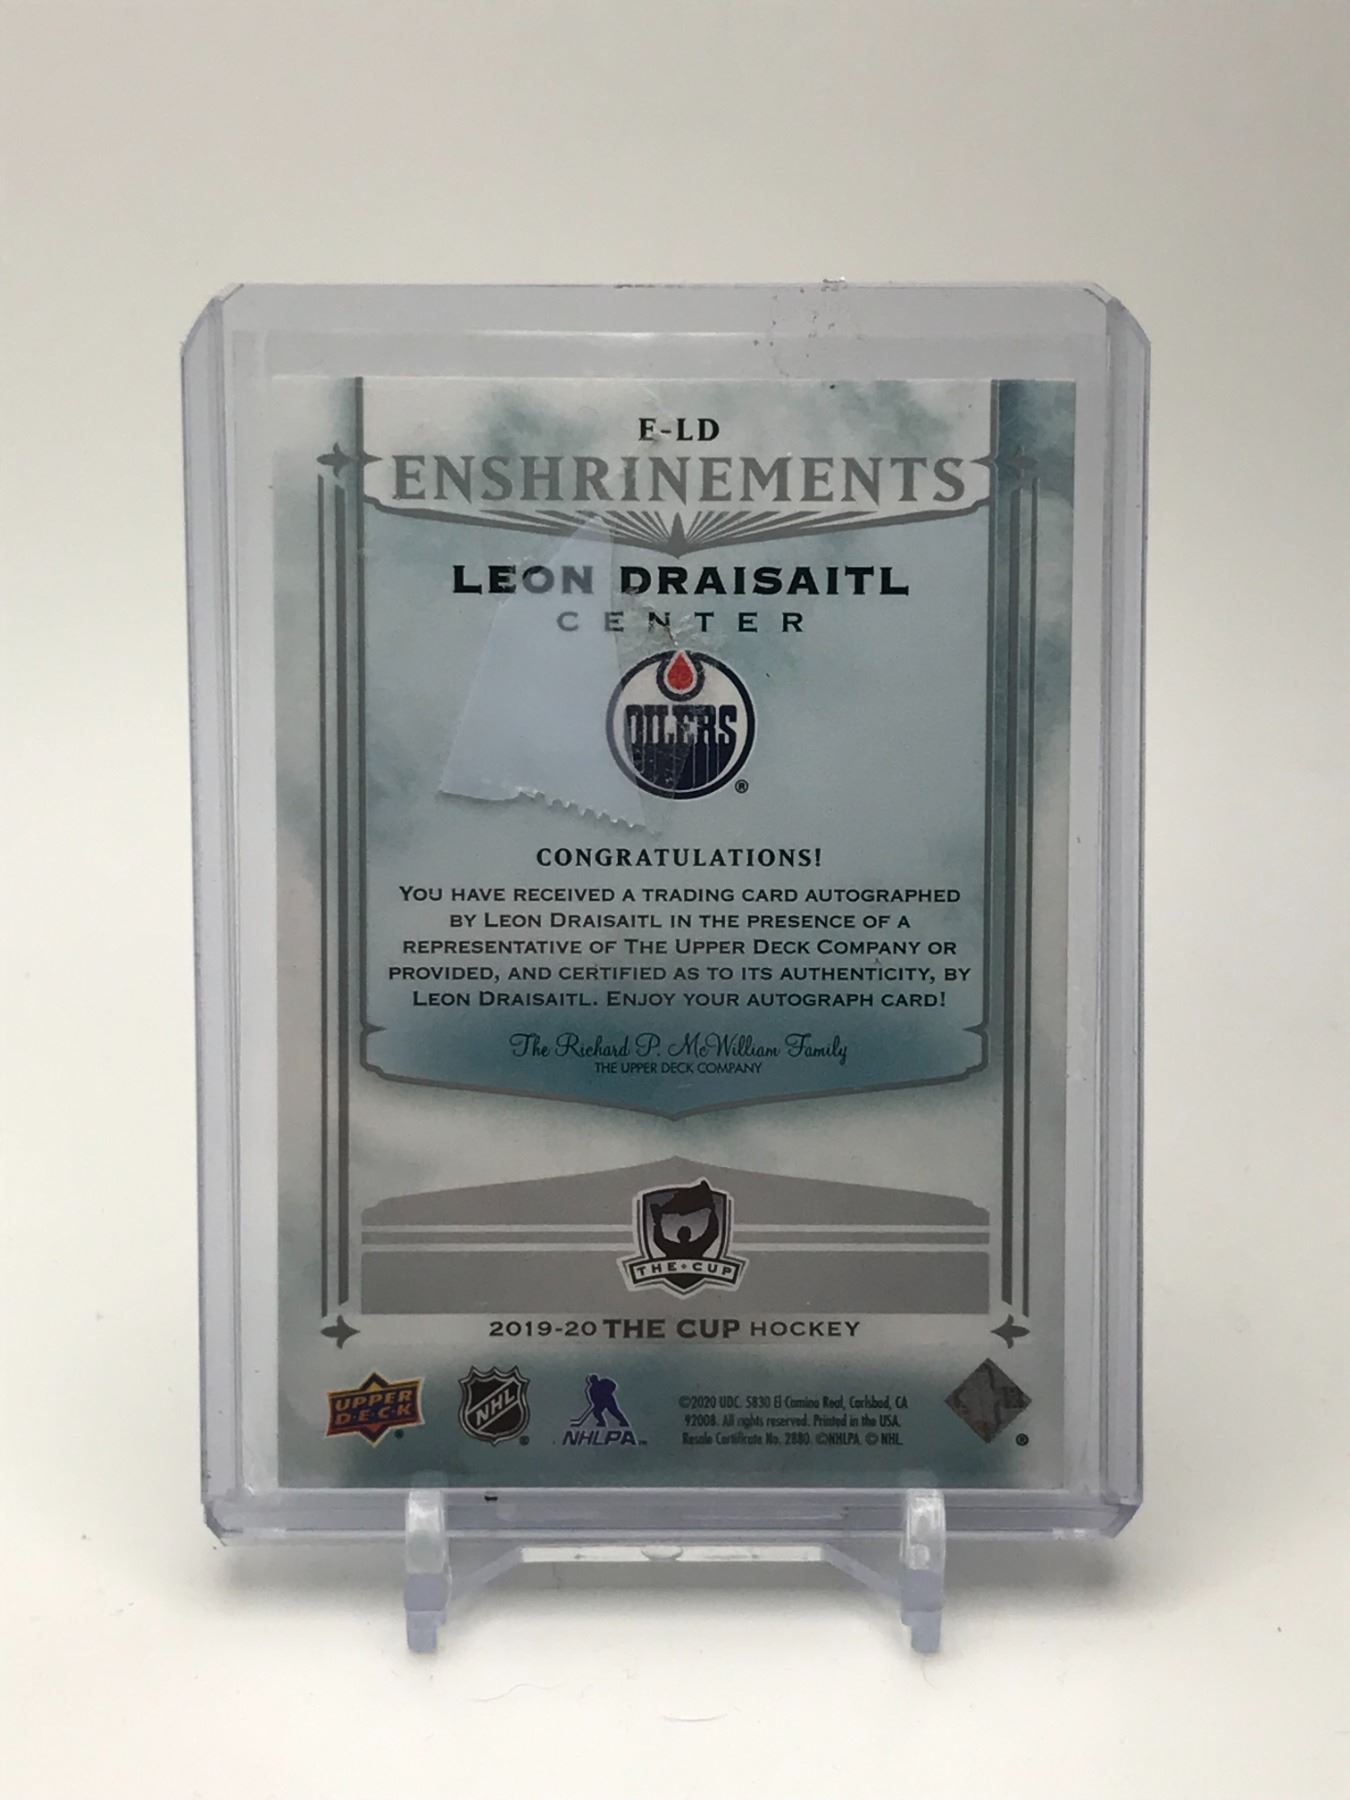 E-LD
ENSHRINEMENTS
LEON DRAISAITL
CENTER
OILERS
®
CONGRATULATIONS!
YOU HAVE RECEIVED A TRADING CARD AUTOGRAPHED
BY LEON DRAISAITL IN THE PRESENCE OF A
REPRESENTATIVE OF THE UPPER DECK COMPANY OR
PROVIDED, AND CERTIFIED AS TO ITS AUTHENTICITY, BY
LEON DRAISAITL. ENJOY YOUR AUTOGRAPH CARD!
The Richard P. McWilliam Family
THE UPPER DECK COMPANY
THE CUP
2019-20 THE CUP HOCKEY
UPPER
D·E·C·K
®
NHL
®
NHLPA™
©2020 UDC. 5830 El Camino Real, Carlsbad, CA
92008. All rights reserved. Printed in the USA.
Resale Certificate No. 2880. ©NHLPA. © NHL.
®